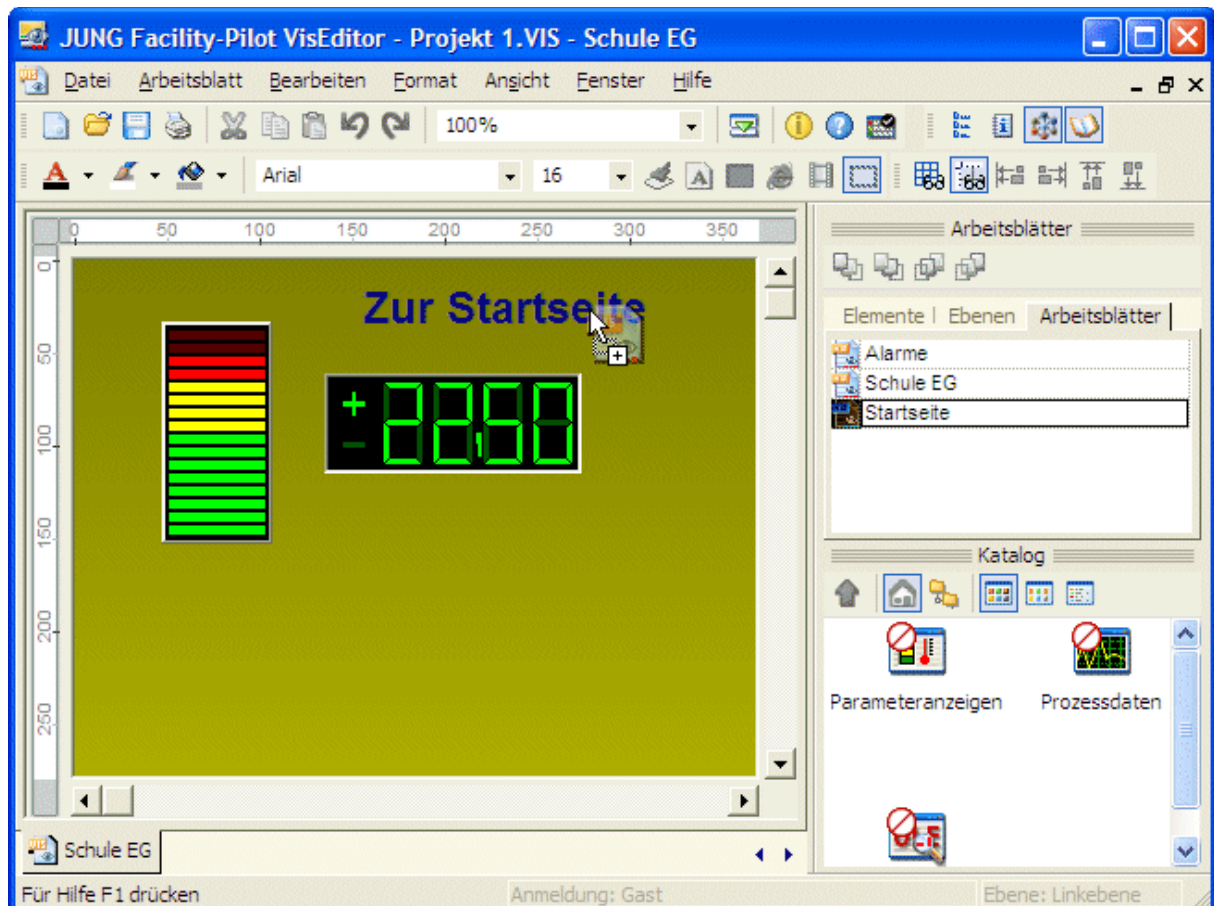 JUNG Facility-Pilot VisEditor - Projekt 1.VIS - Schule EG
Datei Arbeitsblatt Bearbeiten Format Ansicht Fenster Hilfe
100%
Arial 16
0 50 100 150 200 250 300 350
0
50
100
150
200
250
Zur Startseite
+ 22,50
Arbeitsblätter
Elemente Ebenen Arbeitsblätter
Alarme
Schule EG
Startseite
Katalog
Parameteranzeigen Prozessdaten
Schule EG
Für Hilfe F1 drücken Anmeldung: Gast Ebene: Linkebene